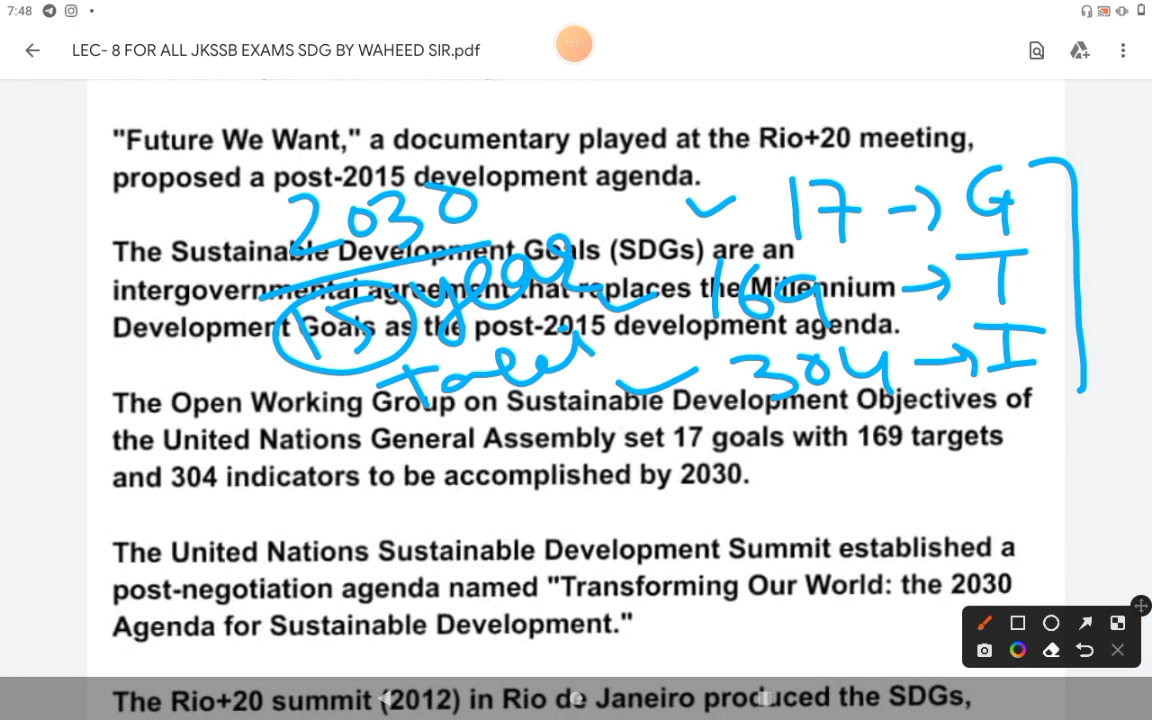 7:48
LEC- 8 FOR ALL JKSSB EXAMS SDG BY WAHEED SIR.pdf
"Future We Want," a documentary played at the Rio+20 meeting,
proposed a post-2015 development agenda.
2030
17 → G
The Sustainable Development Goals (SDGs) are an
intergovernmental agreement that replaces the Millennium
Development Goals as the post-2015 development agenda.
15 year
169 → T
304 → I
The Open Working Group on Sustainable Development Objectives of
the United Nations General Assembly set 17 goals with 169 targets
and 304 indicators to be accomplished by 2030.
The United Nations Sustainable Development Summit established a
post-negotiation agenda named "Transforming Our World: the 2030
Agenda for Sustainable Development."
The Rio+20 summit (2012) in Rio de Janeiro produced the SDGs,